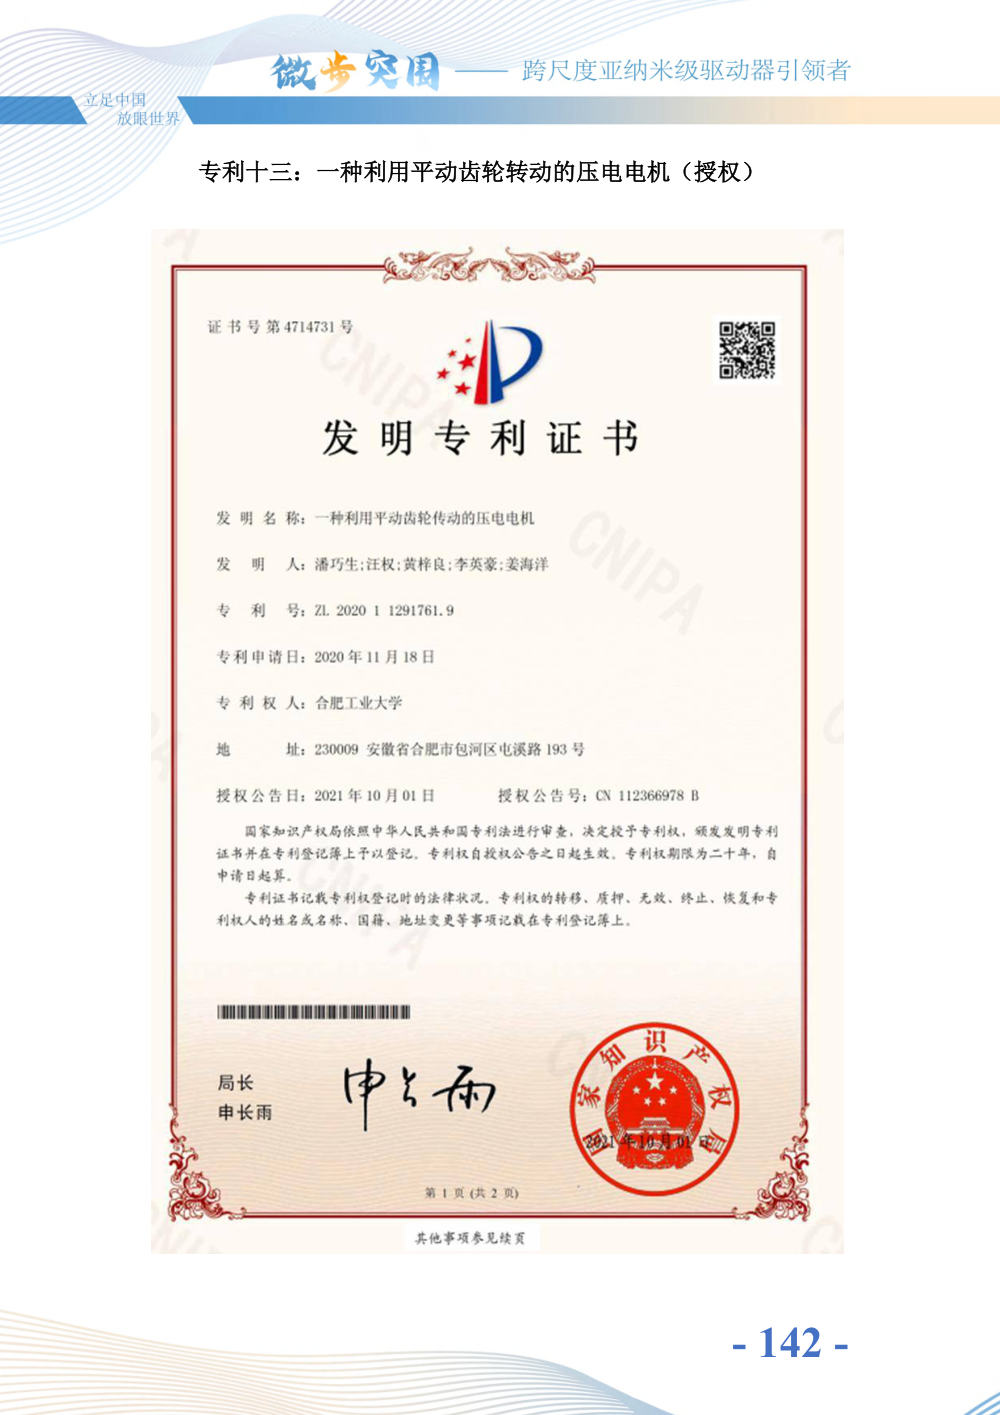 微步突围 —— 跨尺度亚纳米级驱动器引领者
立足中国
放眼世界
专利十三：一种利用平动齿轮转动的压电电机（授权）
证书号第4714731号
发明专利证书
发明名称：一种利用平动齿轮传动的压电电机
发明人：潘巧生;汪权;黄梓良;李英豪;姜海洋
专利号：ZL 2020 1 1291761.9
专利申请日：2020年11月18日
专利权人：合肥工业大学
地址：230009 安徽省合肥市包河区屯溪路193号
授权公告日：2021年10月01日 授权公告号：CN 112366978 B
国家知识产权局依照中华人民共和国专利法进行审查，决定授予专利权，颁发发明专利
证书并在专利登记簿上予以登记。专利权自授权公告之日起生效。专利权期限为二十年，自
申请日起算。
专利证书记载专利权登记时的法律状况。专利权的转移、质押、无效、终止、恢复和专
利权人的姓名或名称、国籍、地址变更等事项记载在专利登记簿上。
局长
申长雨
申长雨
国家知识产权局
2021年10月01日
第 1 页 (共 2 页)
其他事项参见续页
- 142 -
CNIPA
CNIPA
CNIPA